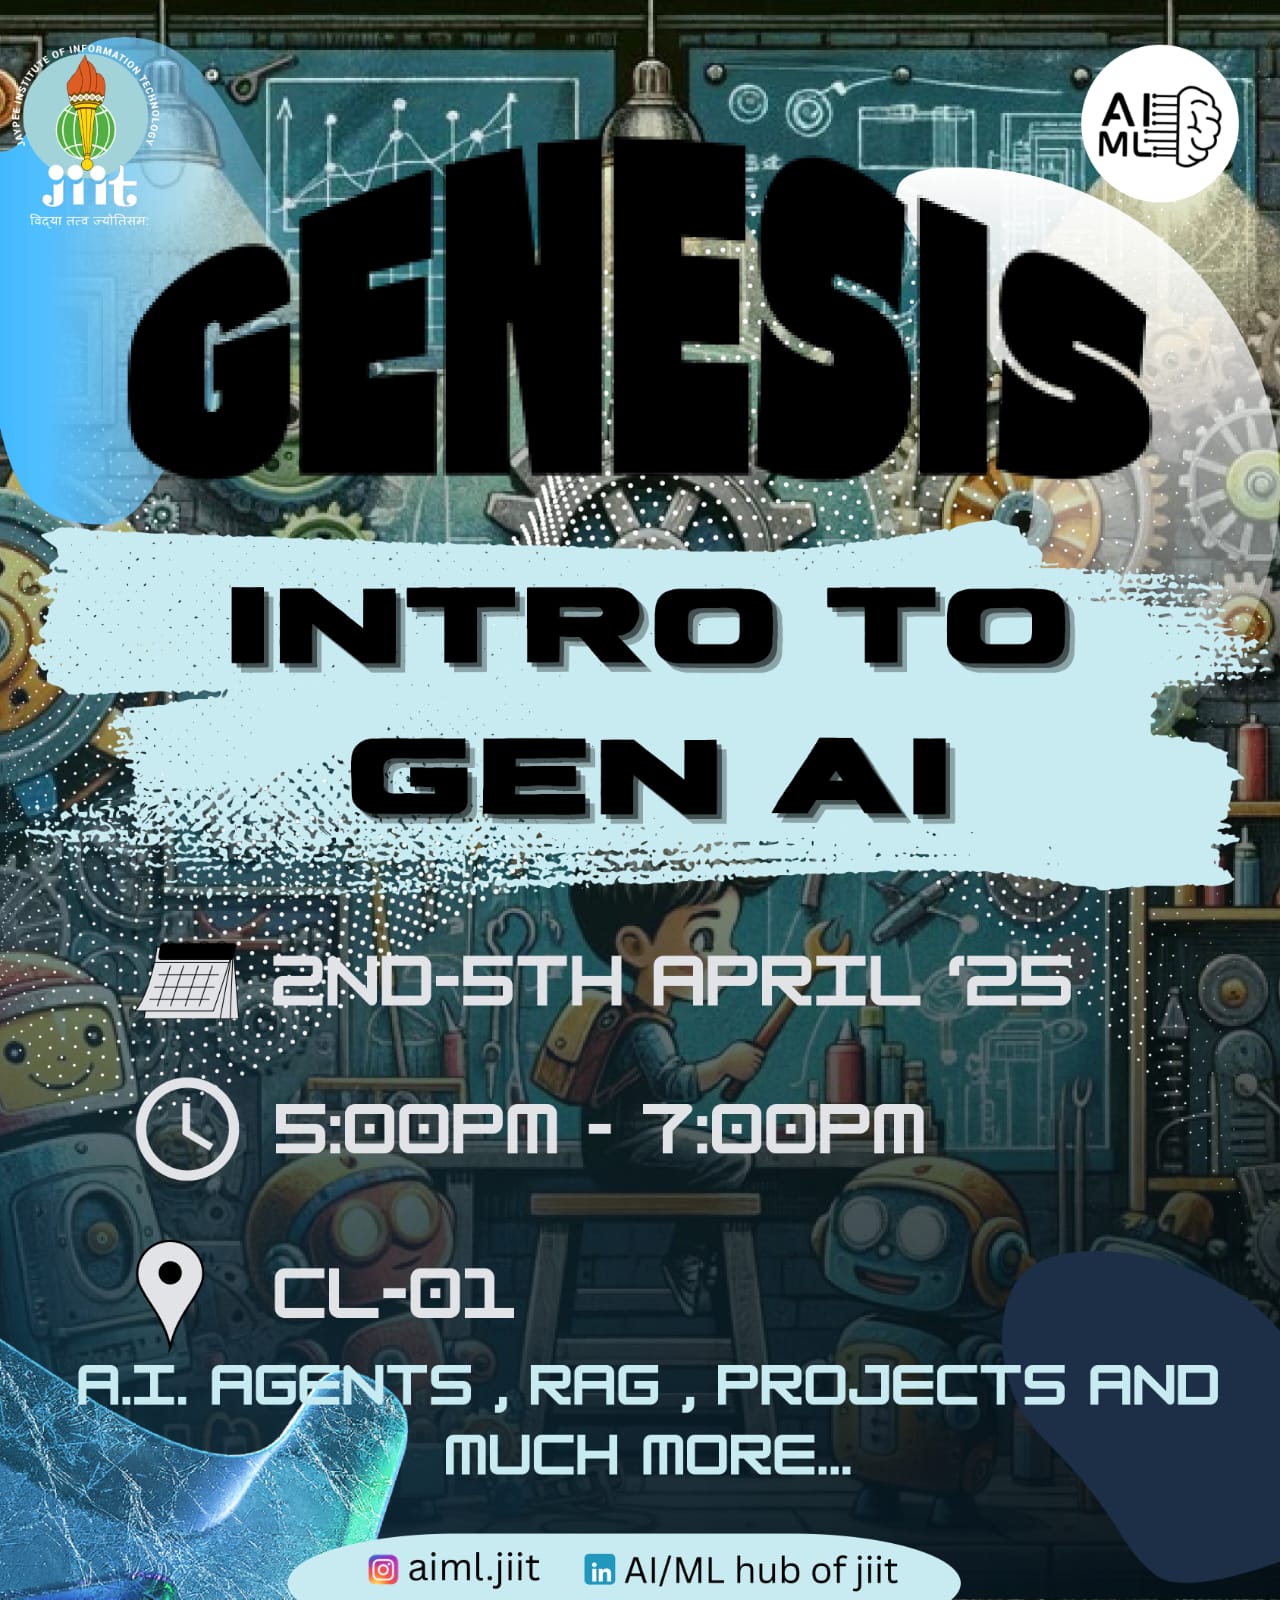 JAYPEE INSTITUTE OF INFORMATION TECHNOLOGY
jiit
विद्या तत्व ज्योतिसम:
AI
ML
GENESIS
INTRO TO
GEN AI
2ND-5TH APRIL '25
5:00PM - 7:00PM
CL-01
A.I. AGENTS , RAG , PROJECTS AND
MUCH MORE...
aiml.jiit
in AI/ML hub of jiit